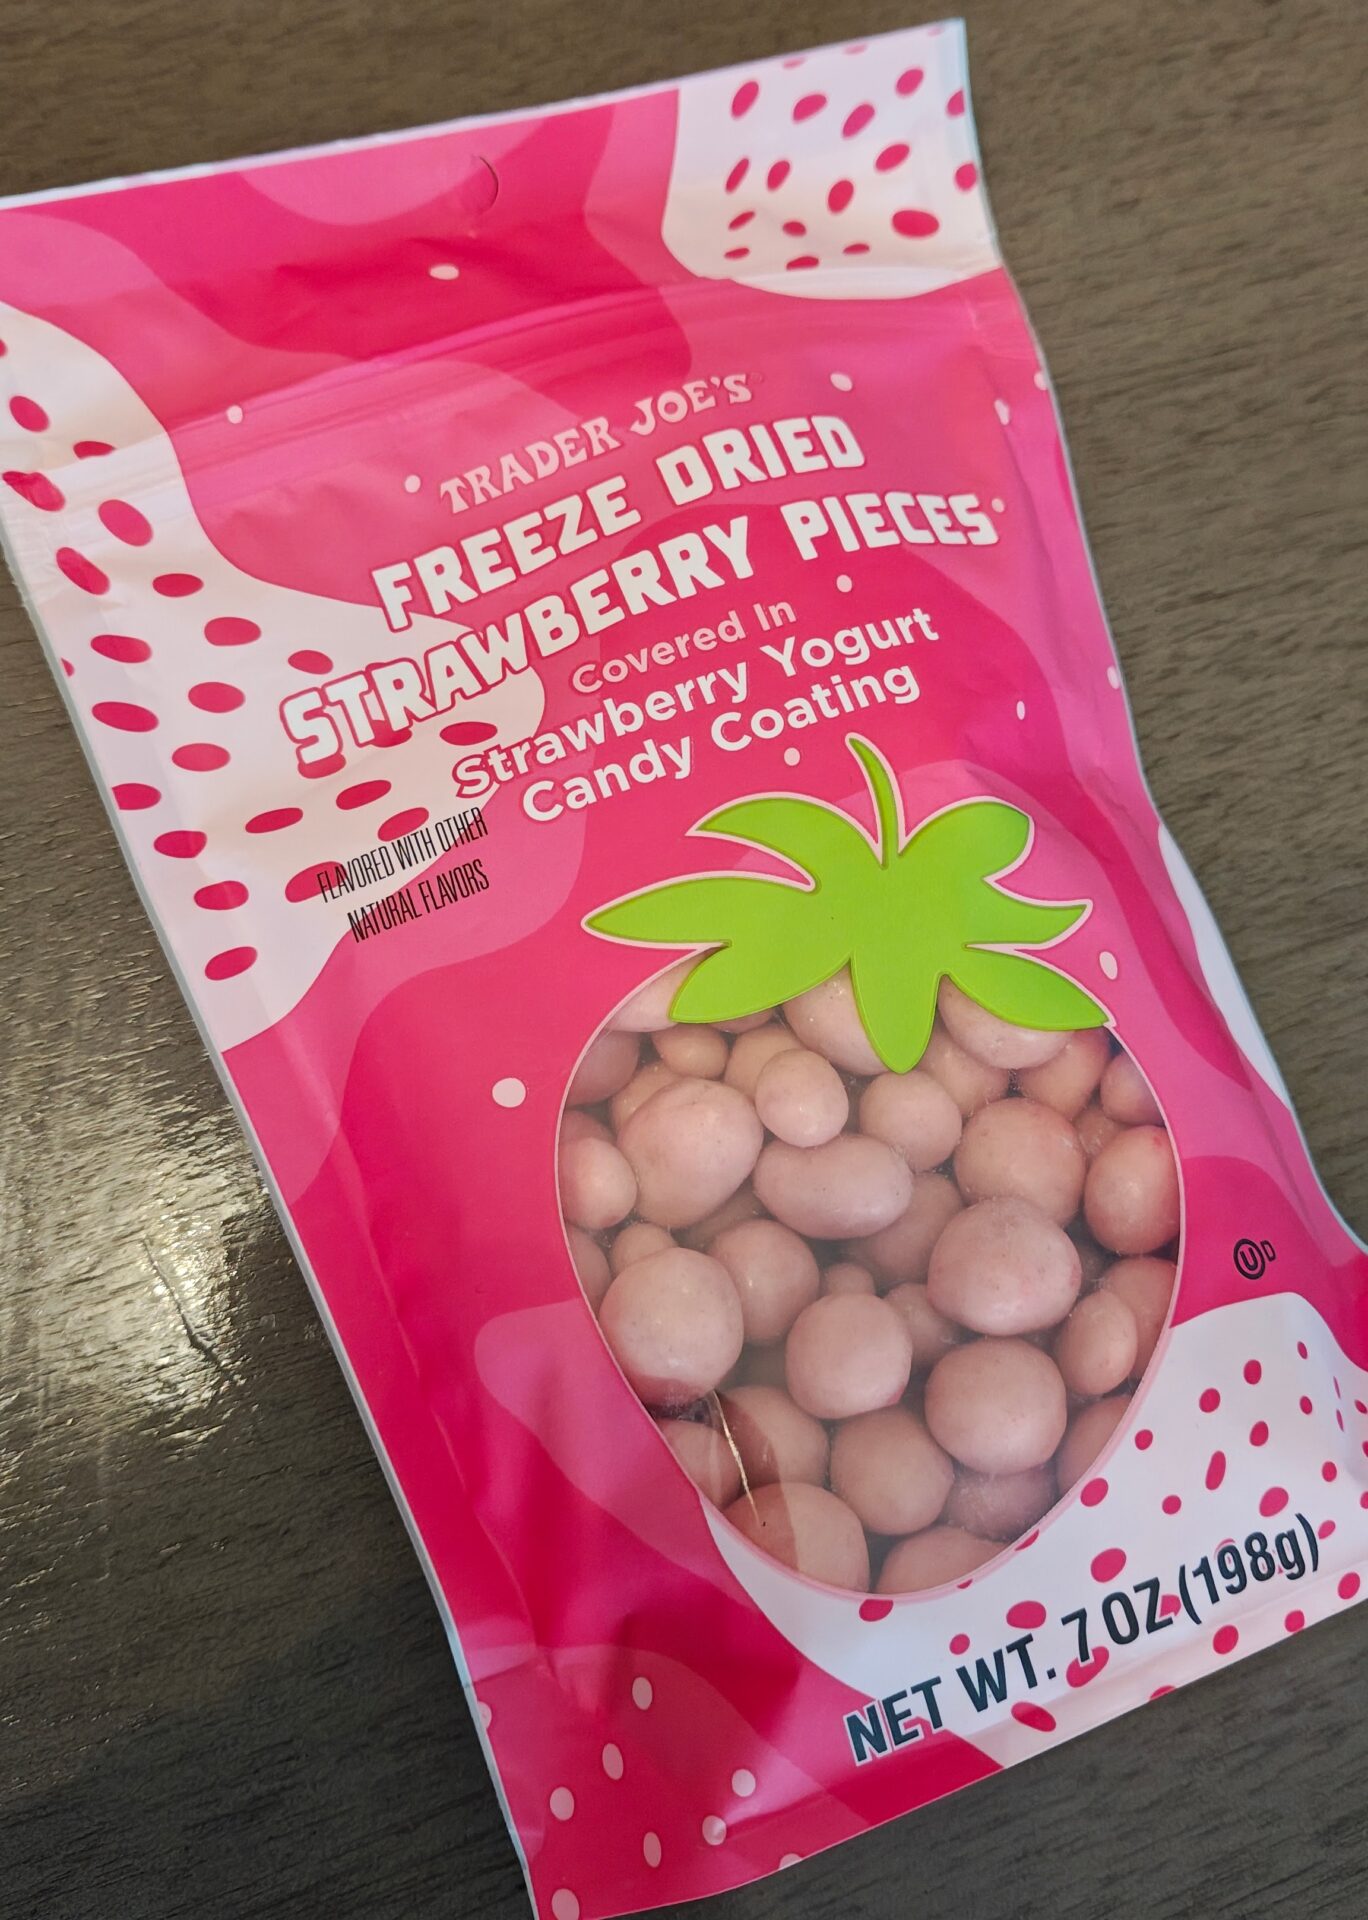 TRADER JOE'S
FREEZE DRIED
STRAWBERRY PIECES
Covered In
Strawberry Yogurt
Candy Coating
FLAVORED WITH OTHER
NATURAL FLAVORS
U D
NET WT. 7 OZ (198g)